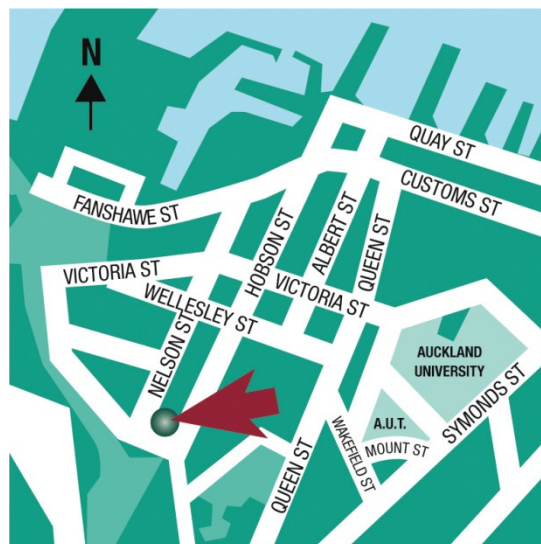 N
QUAY ST
CUSTOMS ST
FANSHAWE ST
HOBSON ST
ALBERT ST
QUEEN ST
VICTORIA ST
VICTORIA ST
WELLESLEY ST
NELSON ST
AUCKLAND
UNIVERSITY
SYMONDS ST
A.U.T.
MOUNT ST
WAKEFIELD ST
QUEEN ST